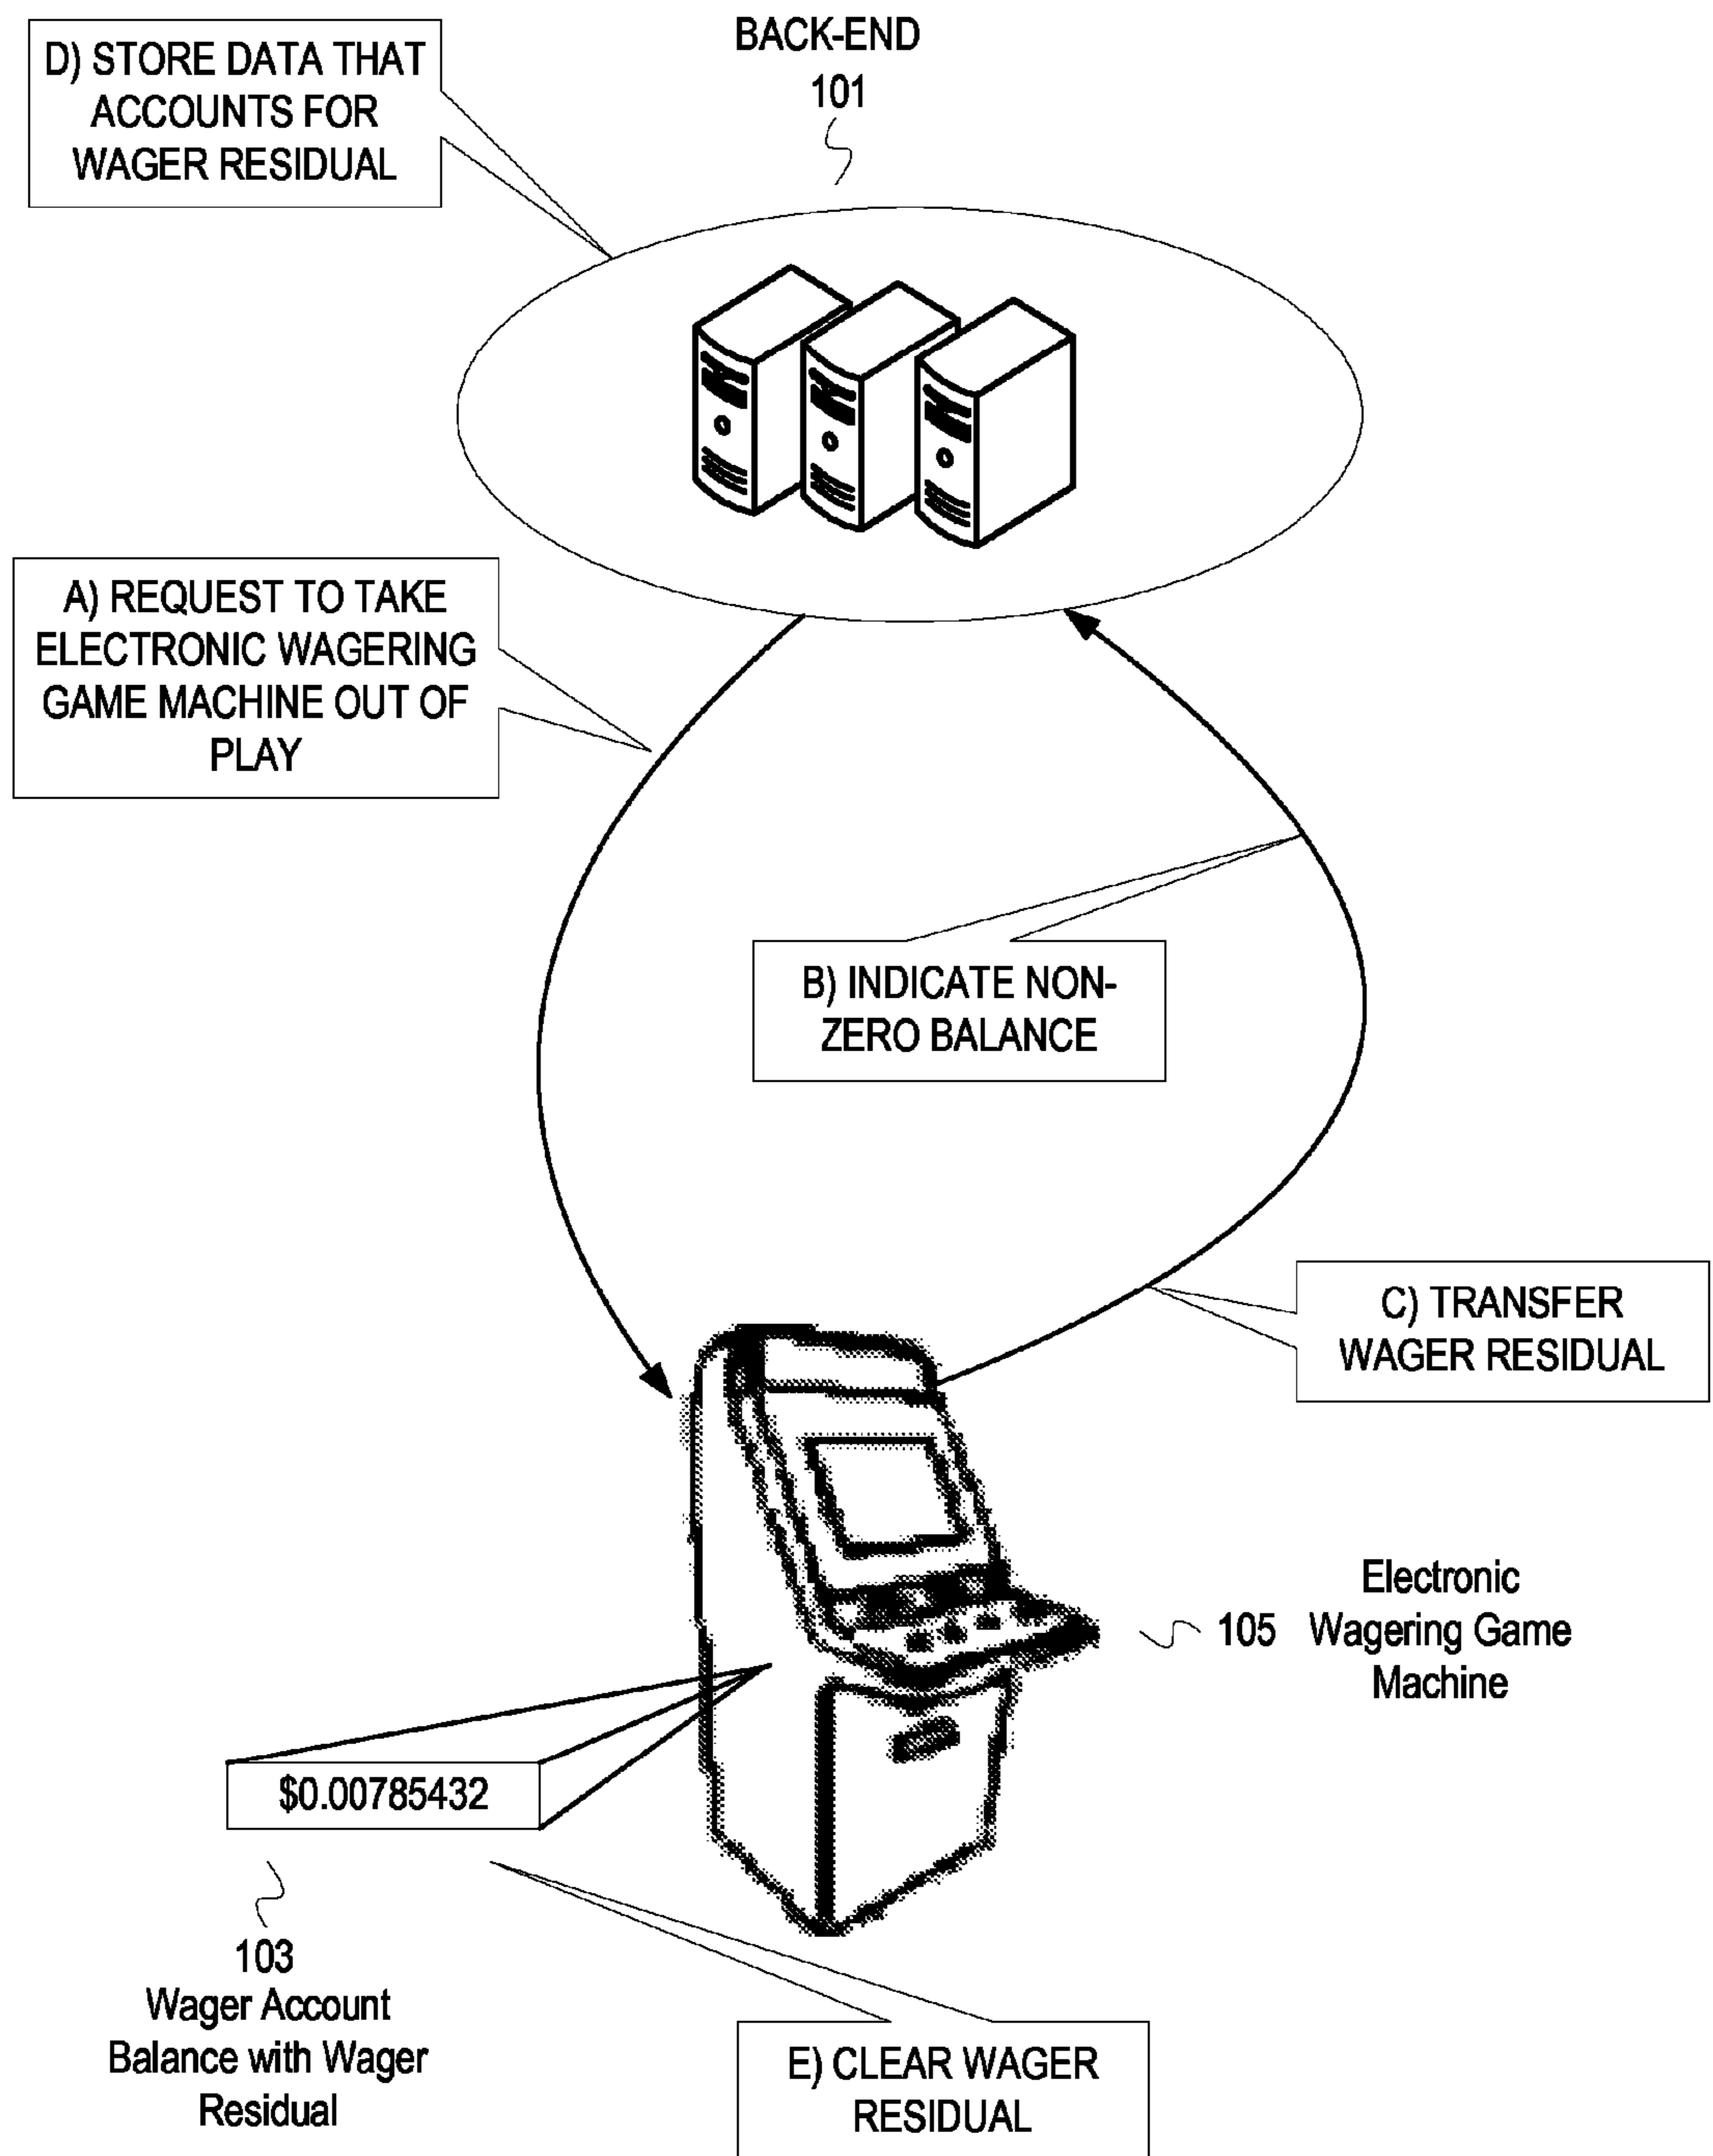 BACK-END
101
D) STORE DATA THAT
ACCOUNTS FOR
WAGER RESIDUAL
A) REQUEST TO TAKE
ELECTRONIC WAGERING
GAME MACHINE OUT OF
PLAY
B) INDICATE NON-
ZERO BALANCE
C) TRANSFER
WAGER RESIDUAL
105
Electronic
Wagering Game
Machine
$0.00785432
103
Wager Account
Balance with Wager
Residual
E) CLEAR WAGER
RESIDUAL